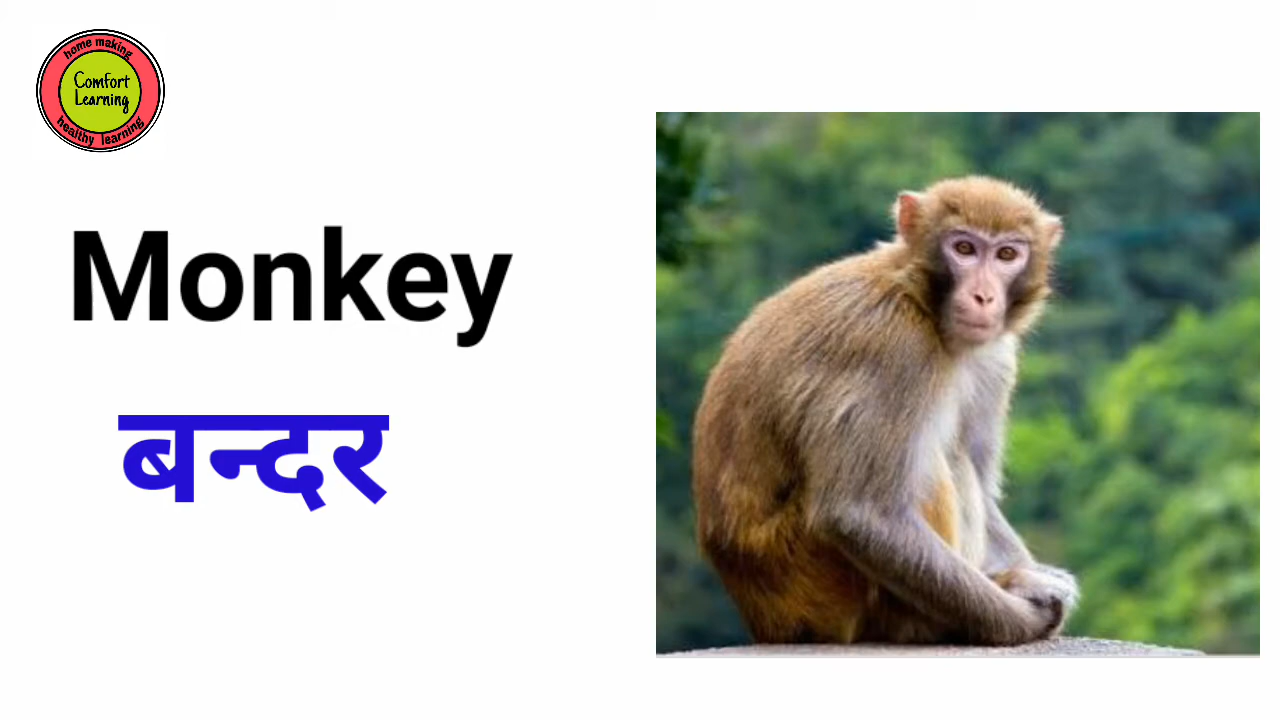 home making
Comfort
Learning
healthy learning
Monkey
बन्दर